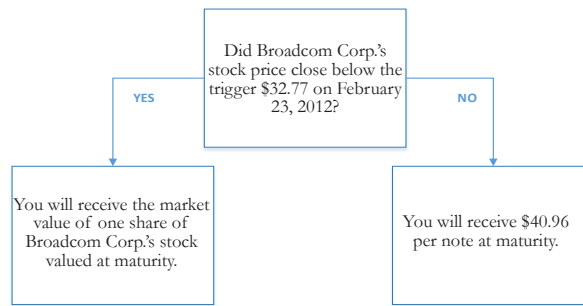 Did Broadcom Corp.'s
stock price close below the
trigger $32.77 on February
23, 2012?
YES
NO
You will receive the market
value of one share of
Broadcom Corp.'s stock
valued at maturity.
You will receive $40.96
per note at maturity.